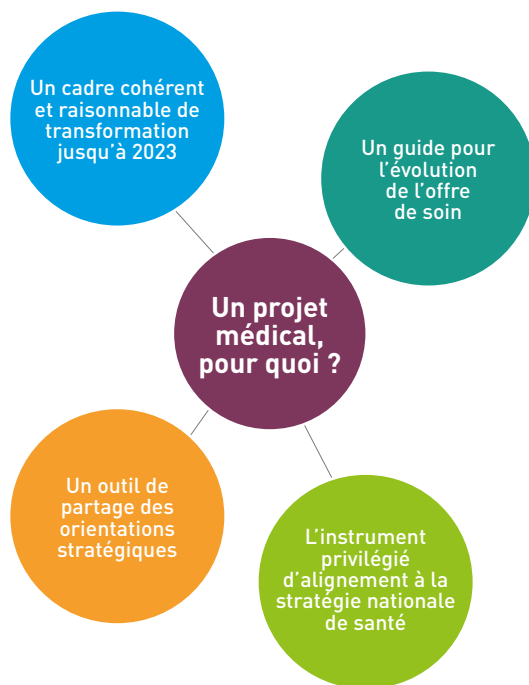 Un cadre cohérent
et raisonnable de
transformation
jusqu'à 2023
Un guide pour
l'évolution
de l'offre
de soin
Un projet
médical,
pour quoi ?
Un outil de
partage des
orientations
stratégiques
L'instrument
privilégié
d'alignement à la
stratégie nationale
de santé